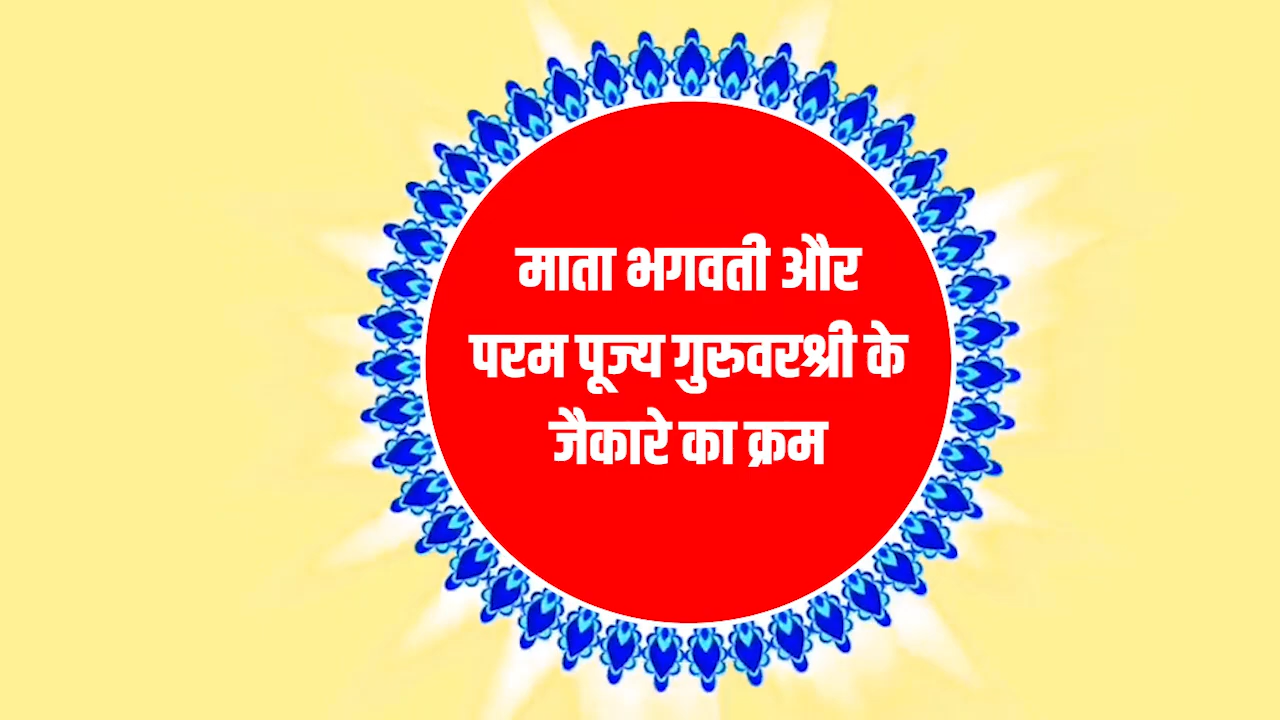 माता भगवती और
परम पूज्य गुरुवरश्री के
जैकारे का क्रम